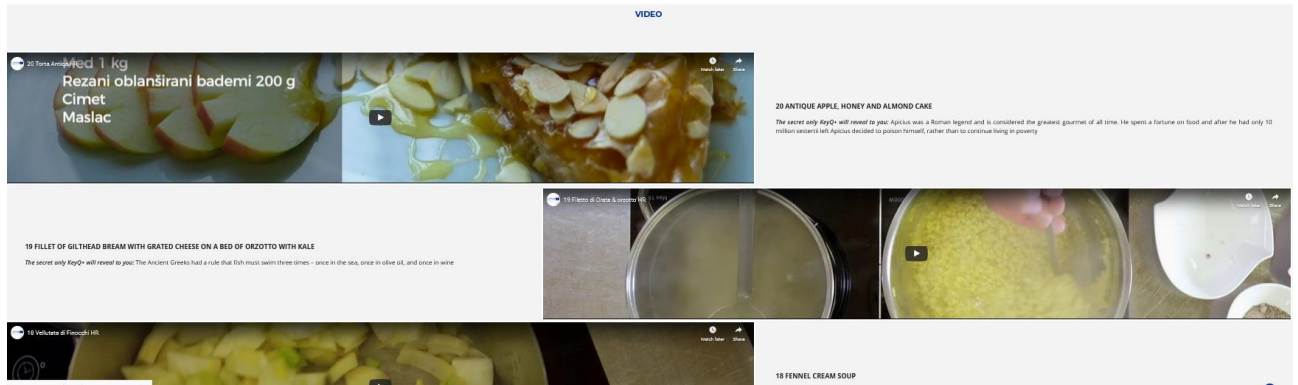 VIDEO
20 Torta Antica HR
Med 1 kg
Watch later
Share
Rezani oblanširani bademi 200 g
Cimet
Maslac
20 ANTIQUE APPLE, HONEY AND ALMOND CAKE
The secret only KeyQ+ will reveal to you: Apicius was a Roman legend and is considered the greatest gourmet of all time. He spent a fortune on food and after he had only 10
million sestertii left Apicius decided to poison himself, rather than to continue living in poverty
19 Filetto di Orata & orzotto HR
Watch later
Share
19 FILLET OF GILTHEAD BREAM WITH GRATED CHEESE ON A BED OF ORZOTTO WITH KALE
The secret only KeyQ+ will reveal to you: The Ancient Greeks had a rule that fish must swim three times – once in the sea, once in olive oil, and once in wine
18 Vellutata di Finocchi HR
Watch later
Share
18 FENNEL CREAM SOUP